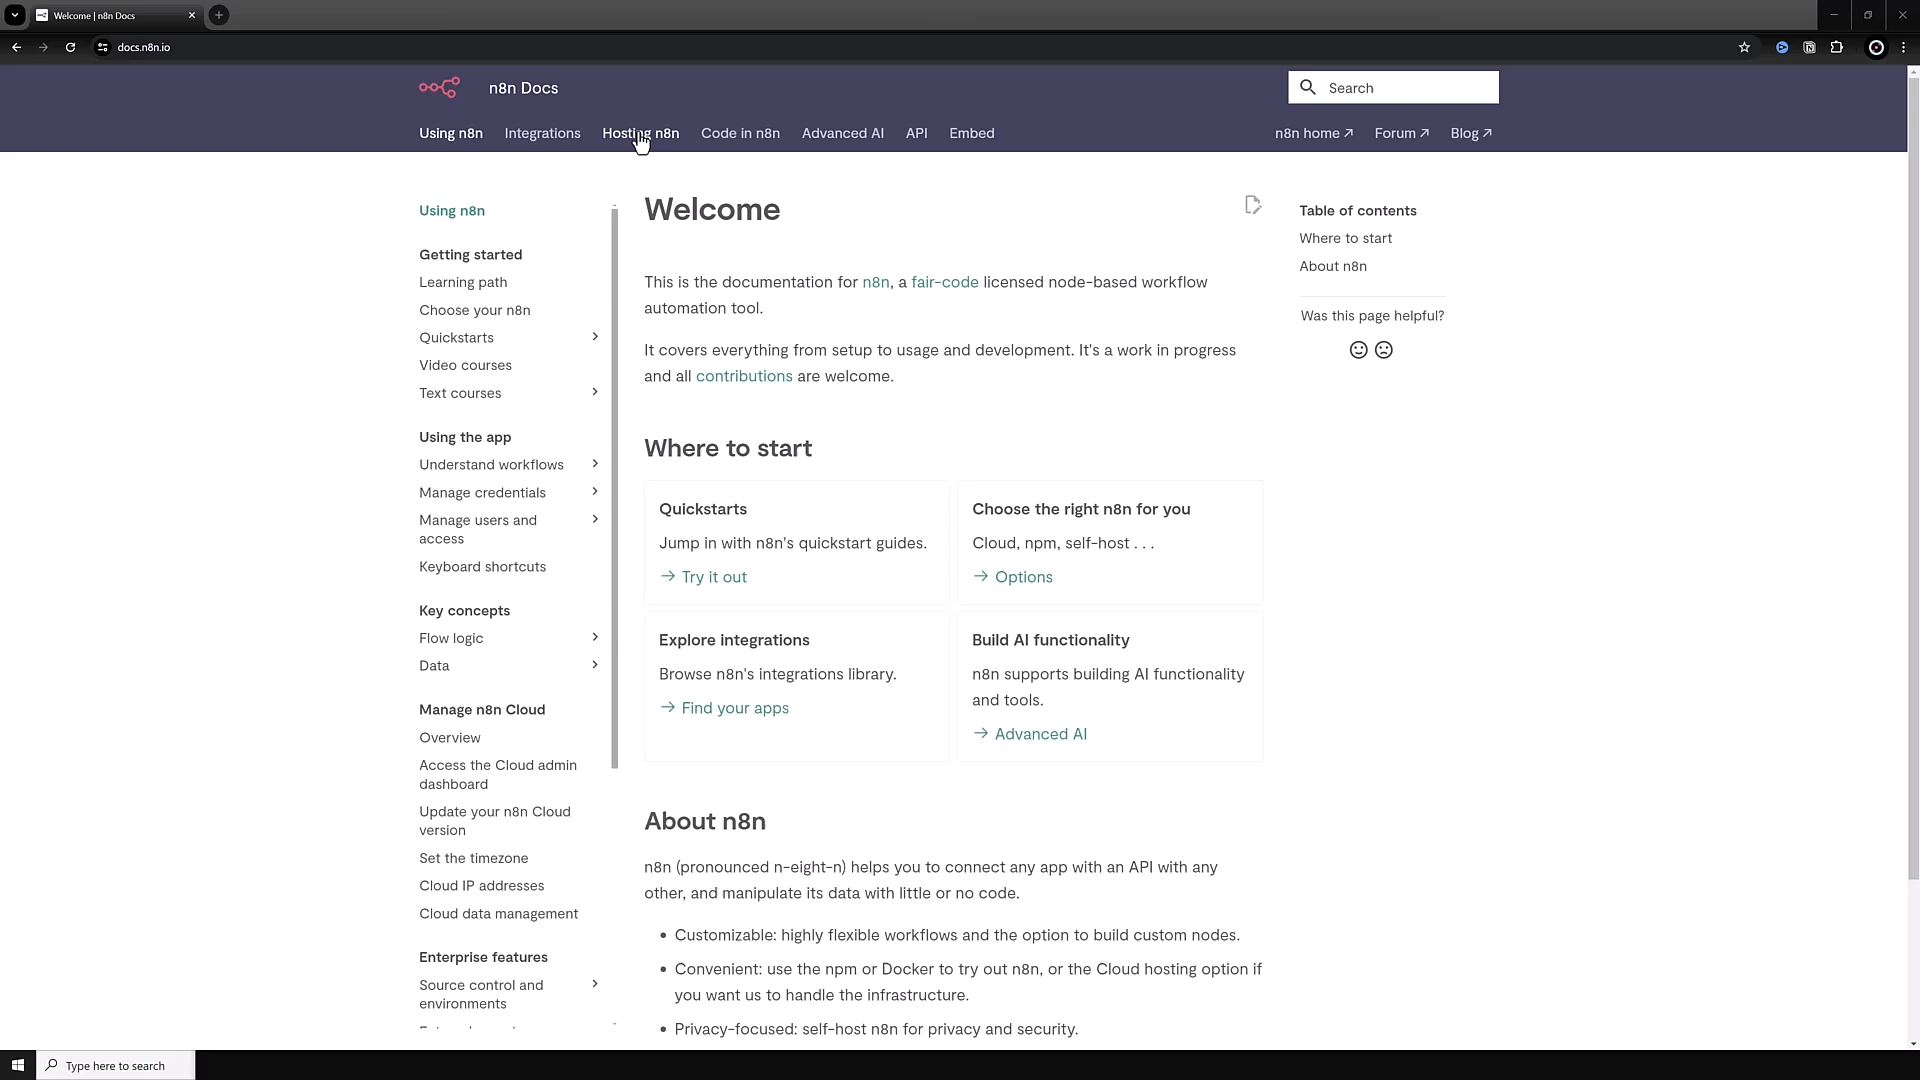 Welcome | n8n Docs
docs.n8n.io
n8n Docs
Search
Using n8n
Integrations
Hosting n8n
Code in n8n
Advanced AI
API
Embed
n8n home
Forum
Blog
Using n8n
Getting started
Learning path
Choose your n8n
Quickstarts
Video courses
Text courses
Using the app
Understand workflows
Manage credentials
Manage users and
access
Keyboard shortcuts
Key concepts
Flow logic
Data
Manage n8n Cloud
Overview
Access the Cloud admin
dashboard
Update your n8n Cloud
version
Set the timezone
Cloud IP addresses
Cloud data management
Enterprise features
Source control and
environments
Welcome
This is the documentation for n8n, a fair-code licensed node-based workflow
automation tool.
It covers everything from setup to usage and development. It's a work in progress
and all contributions are welcome.
Where to start
Quickstarts
Jump in with n8n's quickstart guides.
→ Try it out
Choose the right n8n for you
Cloud, npm, self-host . . .
→ Options
Explore integrations
Browse n8n's integrations library.
→ Find your apps
Build AI functionality
n8n supports building AI functionality
and tools.
→ Advanced AI
About n8n
n8n (pronounced n-eight-n) helps you to connect any app with an API with any
other, and manipulate its data with little or no code.
• Customizable: highly flexible workflows and the option to build custom nodes.
• Convenient: use the npm or Docker to try out n8n, or the Cloud hosting option if
you want us to handle the infrastructure.
• Privacy-focused: self-host n8n for privacy and security.
Table of contents
Where to start
About n8n
Was this page helpful?
Type here to search